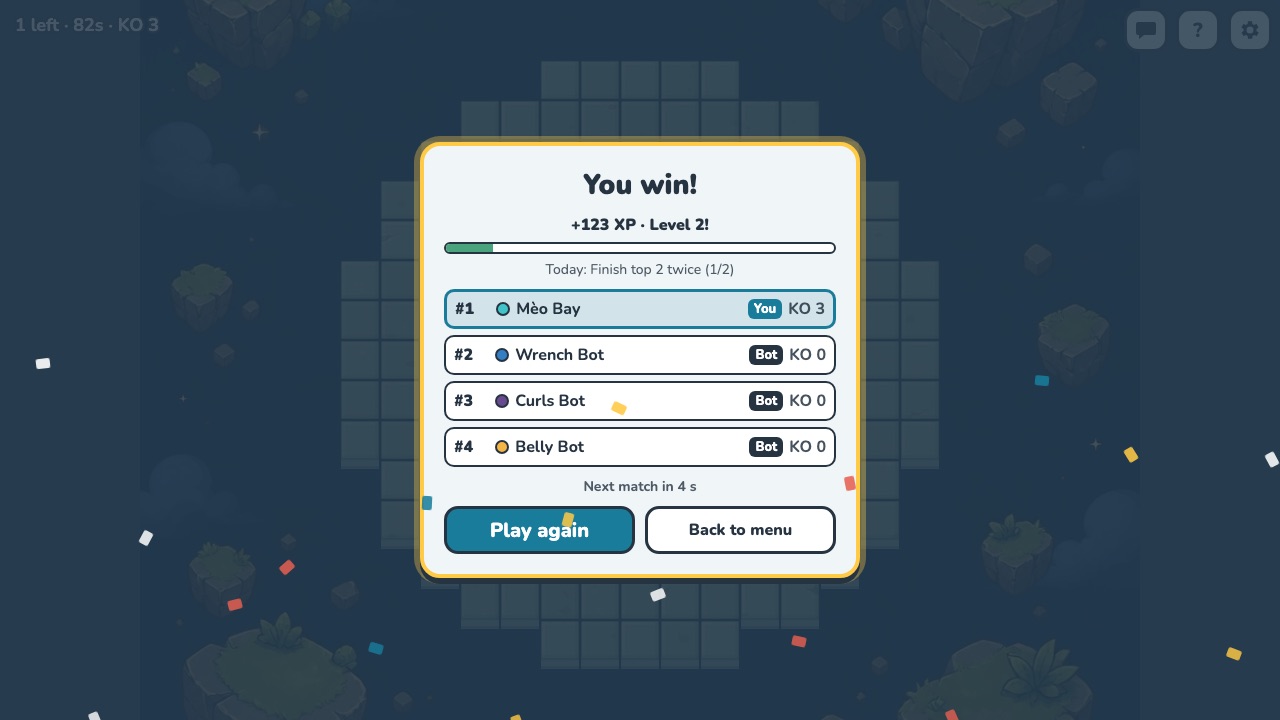 1 left · 82s · KO 3
?
You win!
+123 XP · Level 2!
Today: Finish top 2 twice (1/2)
#1 Mèo Bay You KO 3
#2 Wrench Bot Bot KO 0
#3 Curls Bot Bot KO 0
#4 Belly Bot Bot KO 0
Next match in 4 s
Play again
Back to menu